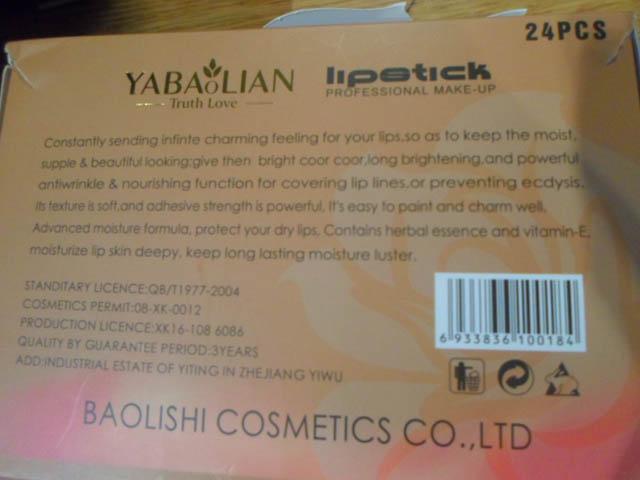 24PCS
YABAOLIAN
Truth Love
lipstick
PROFESSIONAL MAKE-UP
Constantly sending infinte charming feeling for your lips,so as to keep the moist,
supple & beautiful looking;give then bright coor coor,long brightening,and powerful
antiwrinkle & nourishing function for covering lip lines,or preventing ecdysis.
Its texture is soft,and adhesive strength is powerful, It's easy to paint and charm well.
Advanced moisture formula, protect your dry lips, Contains herbal essence and vitamin-E,
moisturize lip skin deepy, keep long lasting moisture luster.
STANDITARY LICENCE:QB/T1977-2004
COSMETICS PERMIT:08-XK-0012
PRODUCTION LICENCE:XK16-108 6086
QUALITY BY GUARANTEE PERIOD:3YEARS
ADD:INDUSTRIAL ESTATE OF YITING IN ZHEJIANG YIWU
6 933836 100184
BAOLISHI COSMETICS CO.,LTD